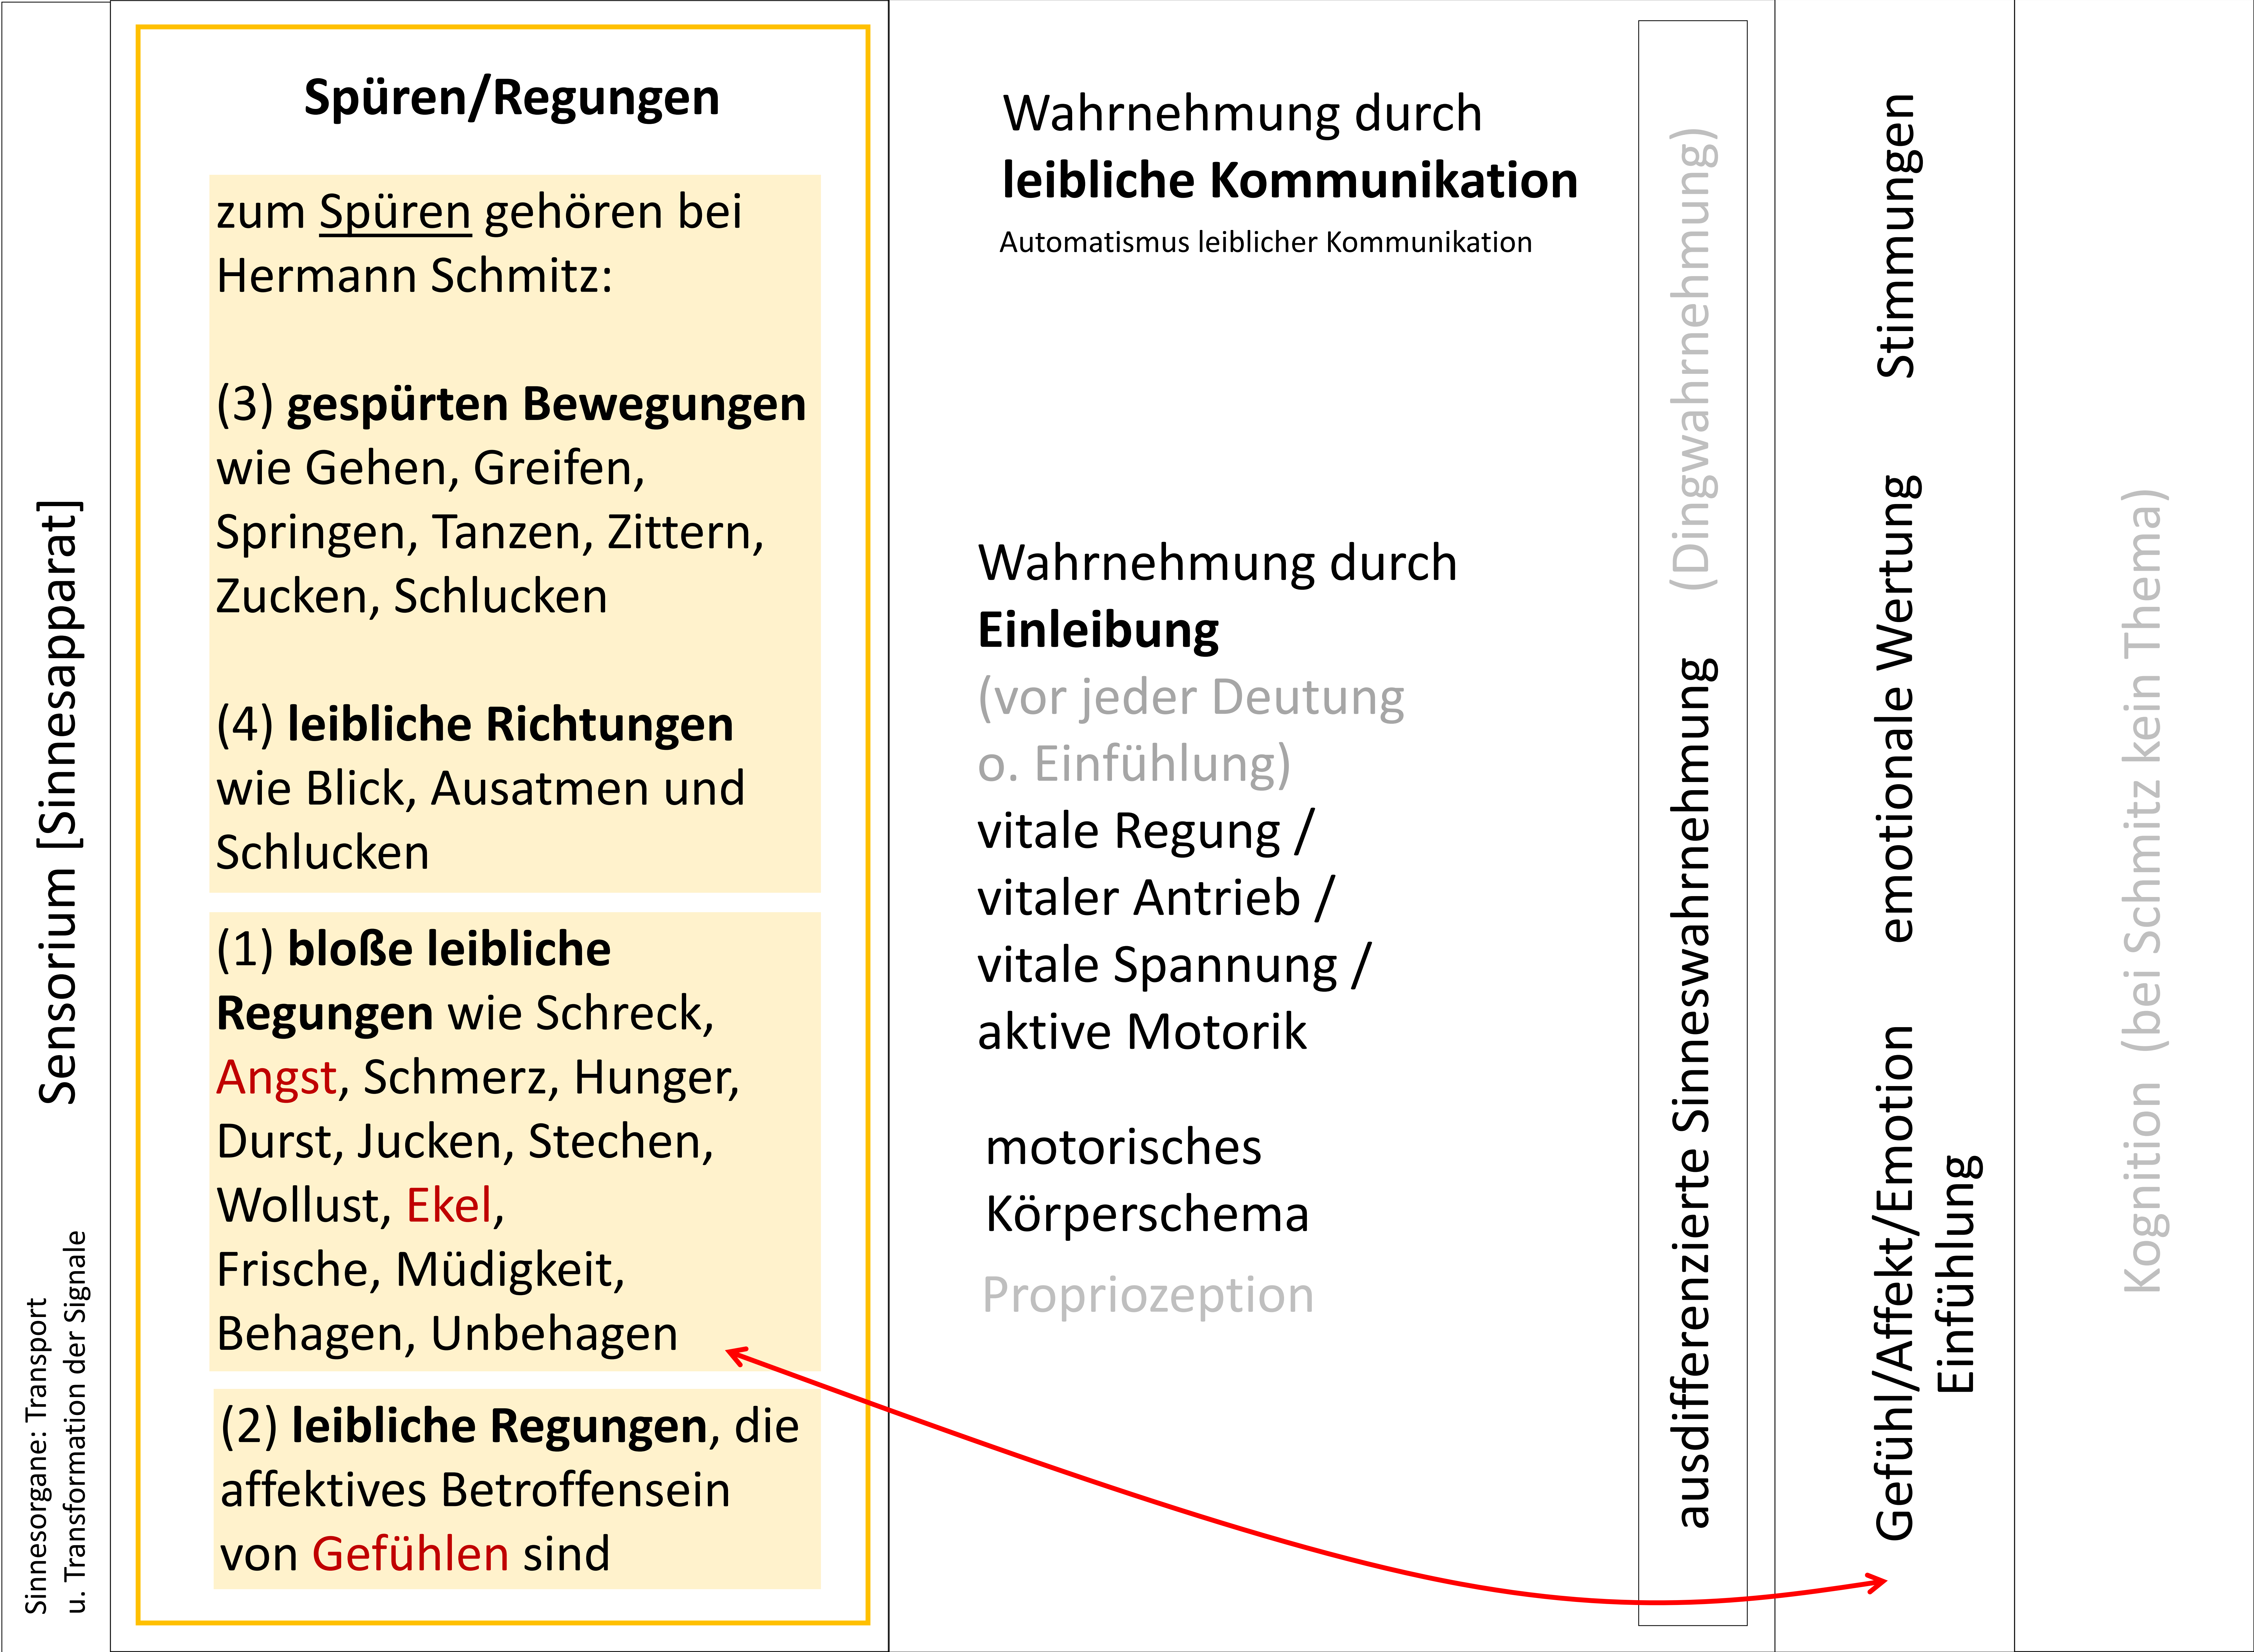 Sensorium [Sinnesapparat]
Sinnesorgane: Transport
u. Transformation der Signale
Spüren/Regungen
zum Spüren gehören bei
Hermann Schmitz:
(3) gespürten Bewegungen
wie Gehen, Greifen,
Springen, Tanzen, Zittern,
Zucken, Schlucken
(4) leibliche Richtungen
wie Blick, Ausatmen und
Schlucken
(1) bloße leibliche
Regungen wie Schreck,
Angst, Schmerz, Hunger,
Durst, Jucken, Stechen,
Wollust, Ekel,
Frische, Müdigkeit,
Behagen, Unbehagen
(2) leibliche Regungen, die
affektives Betroffensein
von Gefühlen sind
Wahrnehmung durch
leibliche Kommunikation
Automatismus leiblicher Kommunikation
Wahrnehmung durch
Einleibung
(vor jeder Deutung
o. Einfühlung)
vitale Regung /
vitaler Antrieb /
vitale Spannung /
aktive Motorik
motorisches
Körperschema
Propriozeption
ausdifferenzierte Sinneswahrnehmung (Dingwahrnehmung)
Gefühl/Affekt/Emotion emotionale Wertung Stimmungen
Einfühlung
Kognition (bei Schmitz kein Thema)